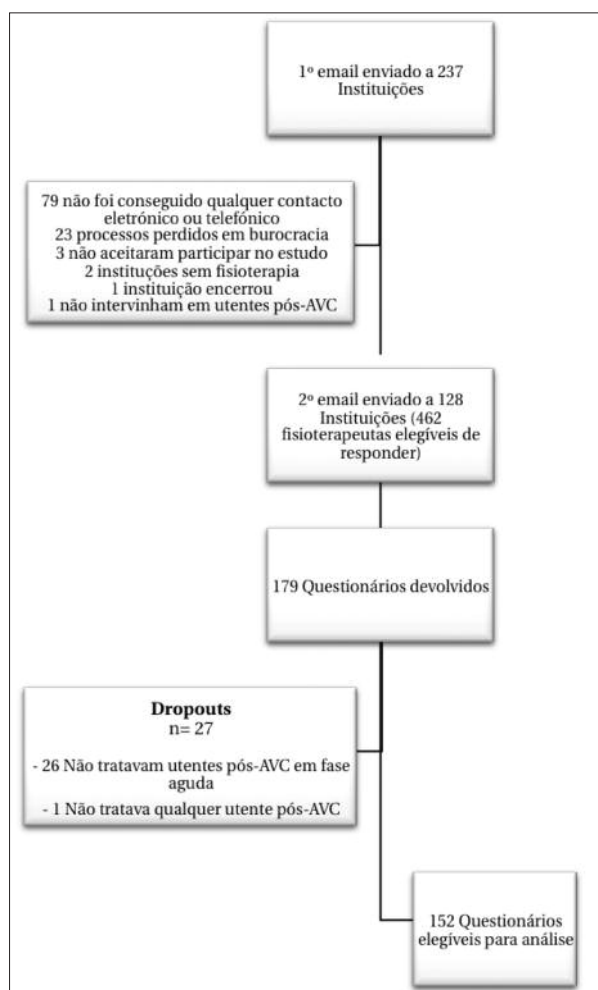 1º email enviado a 237
Instituições
79 não foi conseguido qualquer contacto
eletrónico ou telefónico
23 processos perdidos em burocracia
3 não aceitaram participar no estudo
2 instituções sem fisioterapia
1 instituição encerrou
1 não intervinham em utentes pós-AVC
2º email enviado a 128
Instituições (462
fisioterapeutas elegíveis de
responder)
179 Questionários devolvidos
Dropouts
n= 27
- 26 Não tratavam utentes pós-AVC em fase
aguda
- 1 Não tratava qualquer utente pós-AVC
152 Questionários
elegíveis para análise